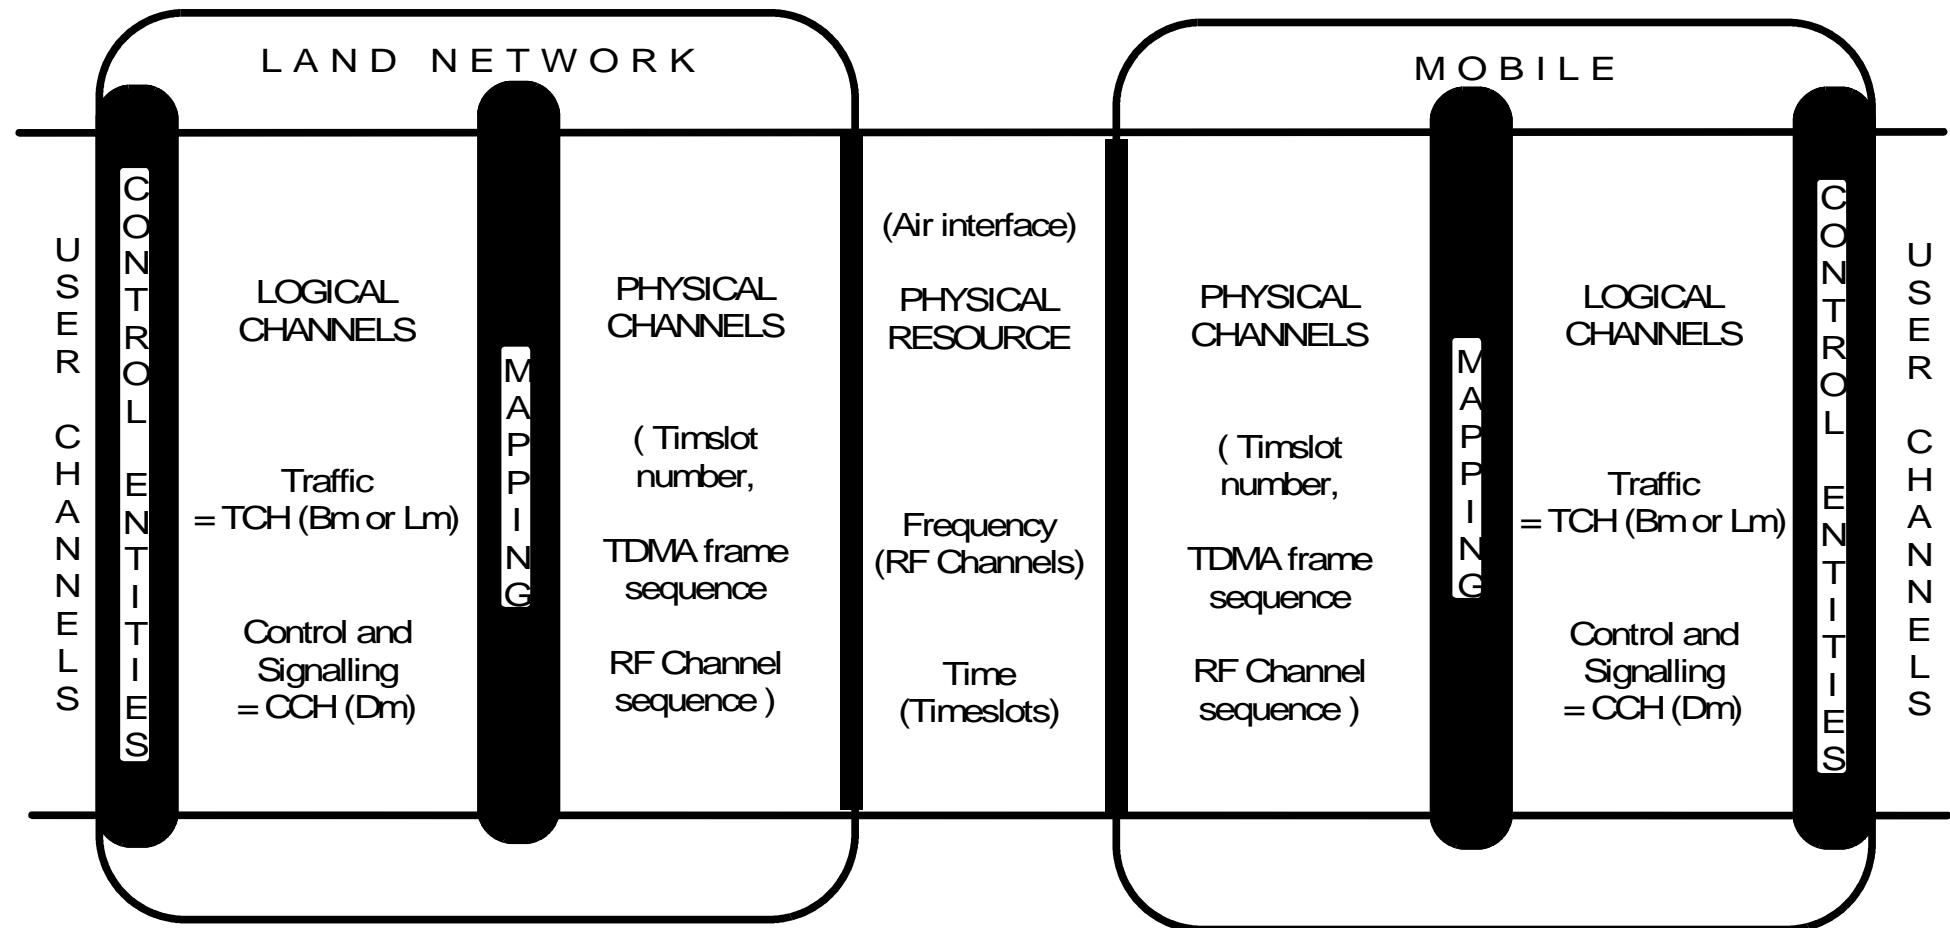 LAND NETWORK
MOBILE
USER CHANNELS
CONTROL ENTITIES
LOGICAL
CHANNELS
Traffic
= TCH (Bm or Lm)
Control and
Signalling
= CCH (Dm)
MAPPING
PHYSICAL
CHANNELS
( Timslot
number,
TDMA frame
sequence
RF Channel
sequence )
(Air interface)
PHYSICAL
RESOURCE
Frequency
(RF Channels)
Time
(Timeslots)
PHYSICAL
CHANNELS
( Timslot
number,
TDMA frame
sequence
RF Channel
sequence )
MAPPING
LOGICAL
CHANNELS
Traffic
= TCH (Bm or Lm)
Control and
Signalling
= CCH (Dm)
CONTROL ENTITIES
USER CHANNELS